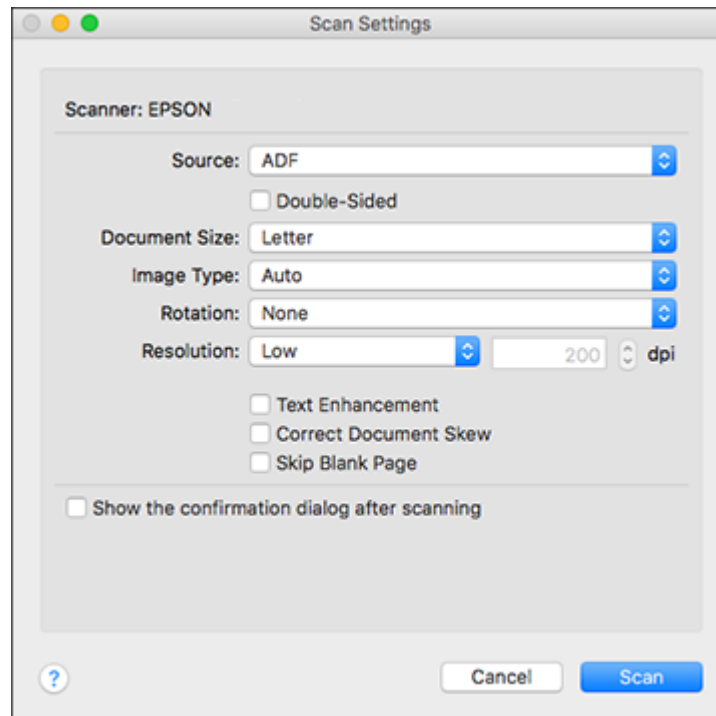 Scan Settings
Scanner: EPSON
Source: ADF
Double-Sided
Document Size: Letter
Image Type: Auto
Rotation: None
Resolution: Low 200 dpi
Text Enhancement
Correct Document Skew
Skip Blank Page
Show the confirmation dialog after scanning
? Cancel Scan